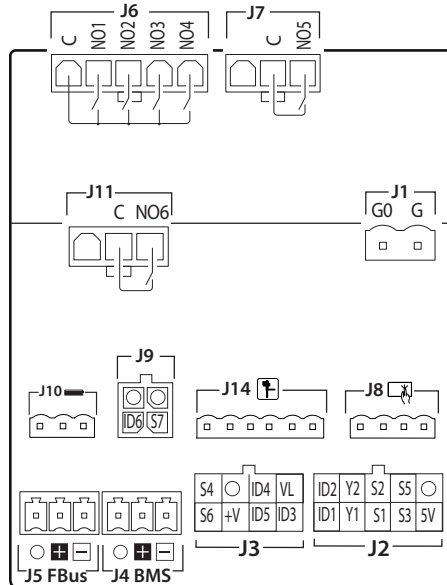 J6 J7
C NO1 NO2 NO3 NO4 C NO5
J11 J1
C NO6 G0 G
J9
J10 J14 J8
ID6 S7
S4 ID4 VL ID2 Y2 S2 S5
S6 +V ID5 ID3 ID1 Y1 S1 S3 5V
J3 J2
+ − + −
J5 FBus J4 BMS